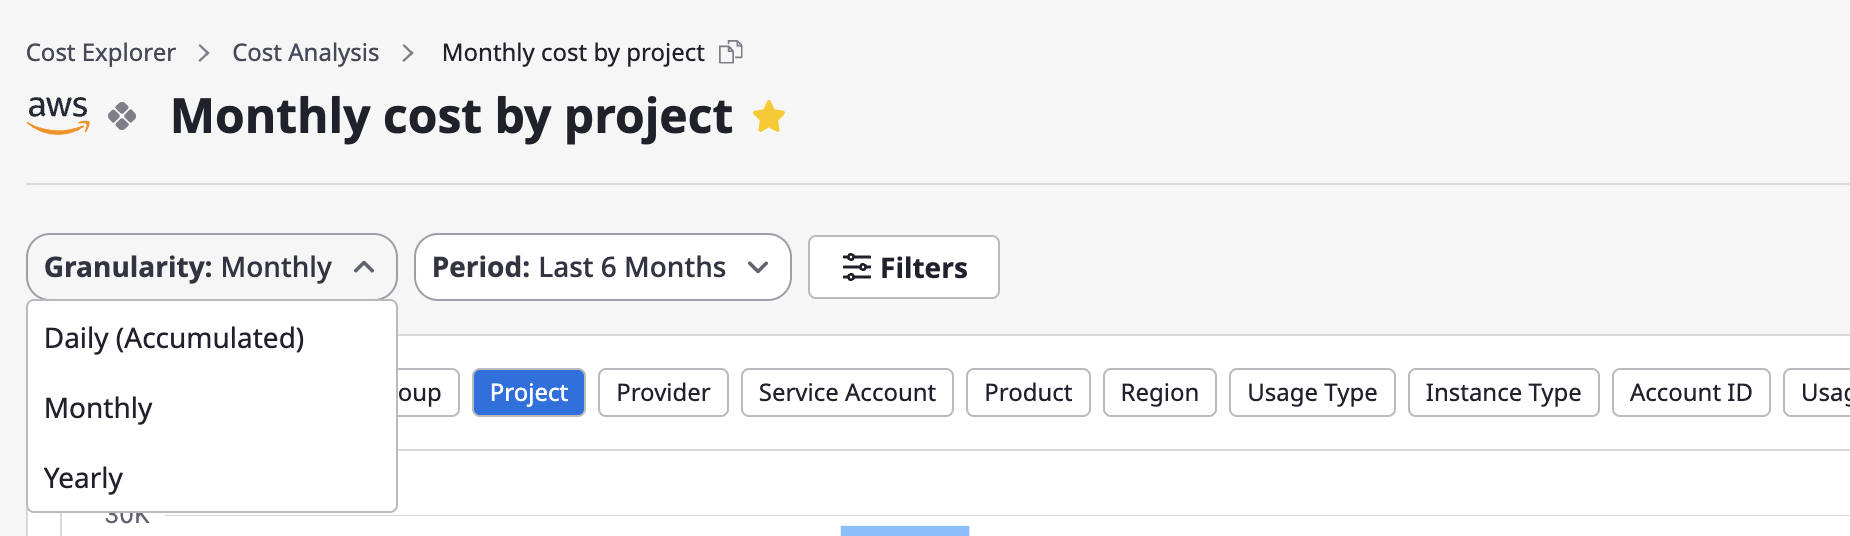 Cost Explorer > Cost Analysis > Monthly cost by project
aws Monthly cost by project
Granularity: Monthly Period: Last 6 Months Filters
Daily (Accumulated)
Monthly
Yearly
oup Project Provider Service Account Product Region Usage Type Instance Type Account ID Usag
30K